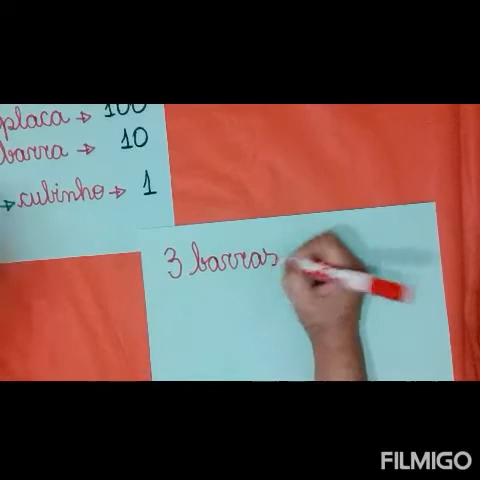 placa → 100
barra → 10
→ cubinho → 1
3 barras
FILMIGO